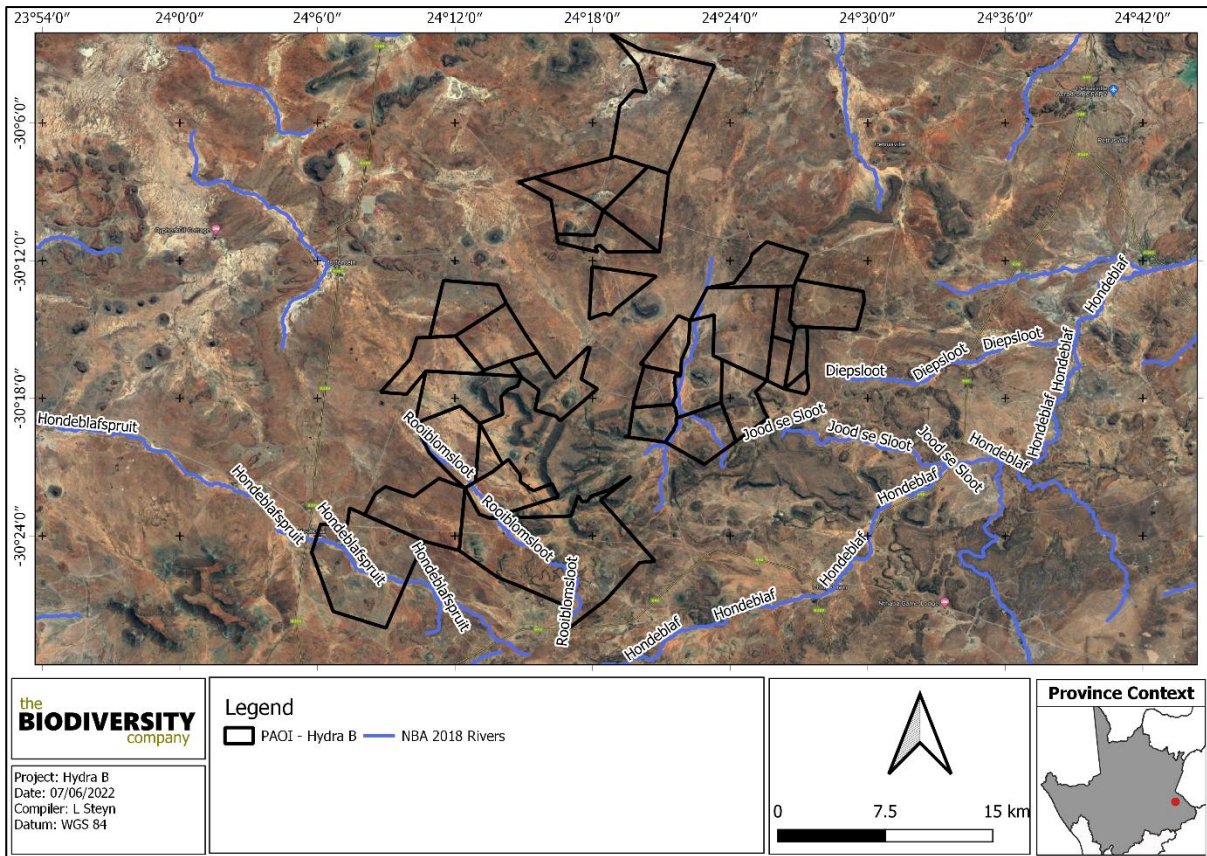 23°54′0″ 24°0′0″ 24°6′0″ 24°12′0″ 24°18′0″ 24°24′0″ 24°30′0″ 24°36′0″ 24°42′0″
-30°6′0″
Petrusville
-30°12′0″
Hondeblaf
Diepsloot
Diepsloot
Diepsloot
Hondeblaf
-30°18′0″
Hondeblafspruit
Rooiblomsloot
Jood se Sloot
Jood se Sloot
Jood se Sloot
Hondeblaf
Hondeblaf
Hondeblafspruit
Rooiblomsloot
Hondeblaf
-30°24′0″
Hondeblafspruit
Hondeblafspruit
Rooiblomsloot
Hondeblaf
Hondeblaf
Hondeblaf
the
BIODIVERSITY
company
Project: Hydra B
Date: 07/06/2022
Compiler: L Steyn
Datum: WGS 84
Legend
PAOI - Hydra B NBA 2018 Rivers
0 7.5 15 km
Province Context